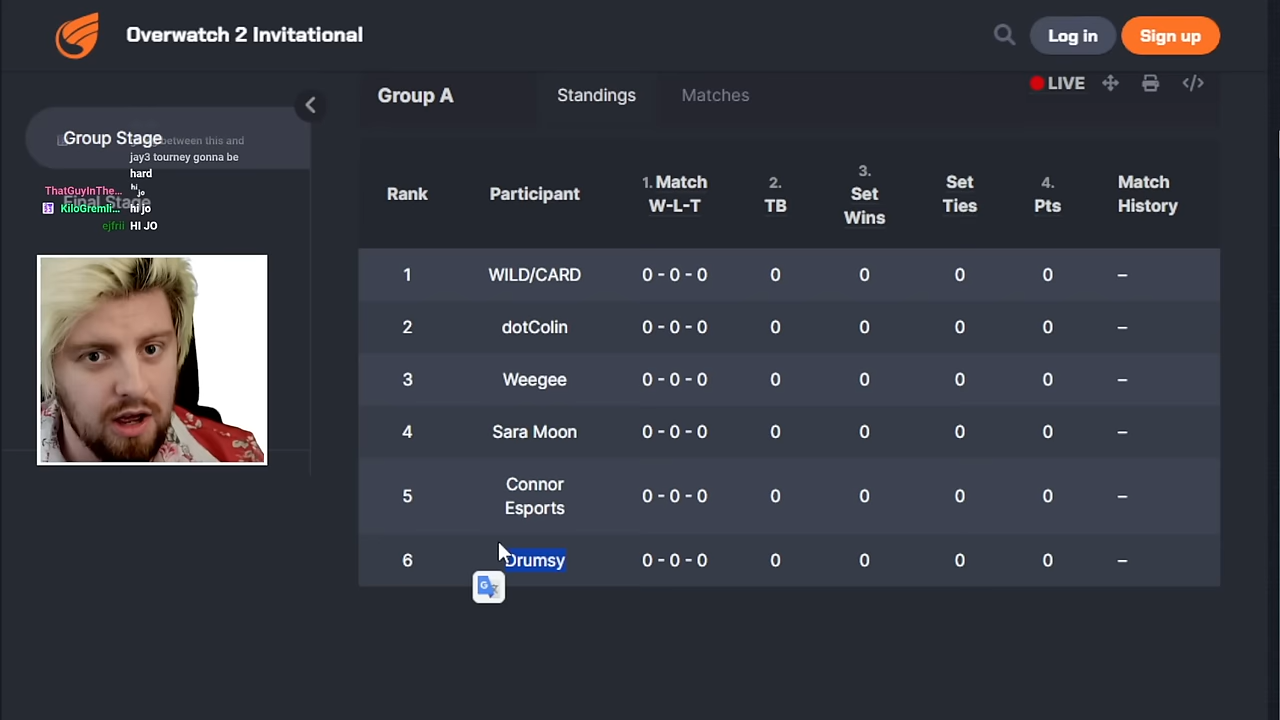 Overwatch 2 Invitational
Log in
Sign up
Group A
Standings
Matches
LIVE
Group Stage
between this and
jay3 tourney gonna be
hard
ThatGuyInThe...
hi jo
Final Stage
KiloGremli...
hi jo
ejfrii HI JO
Rank
Participant
1. Match
W-L-T
2.
TB
3.
Set
Wins
Set
Ties
4.
Pts
Match
History
1 WILD/CARD 0 - 0 - 0 0 0 0 0 –
2 dotColin 0 - 0 - 0 0 0 0 0 –
3 Weegee 0 - 0 - 0 0 0 0 0 –
4 Sara Moon 0 - 0 - 0 0 0 0 0 –
5 Connor
Esports 0 - 0 - 0 0 0 0 0 –
6 Drumsy 0 - 0 - 0 0 0 0 0 –
G